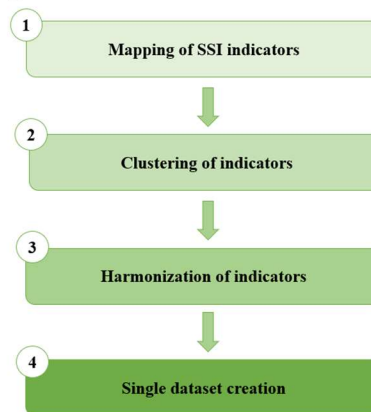 1
Mapping of SSI indicators
2
Clustering of indicators
3
Harmonization of indicators
4
Single dataset creation